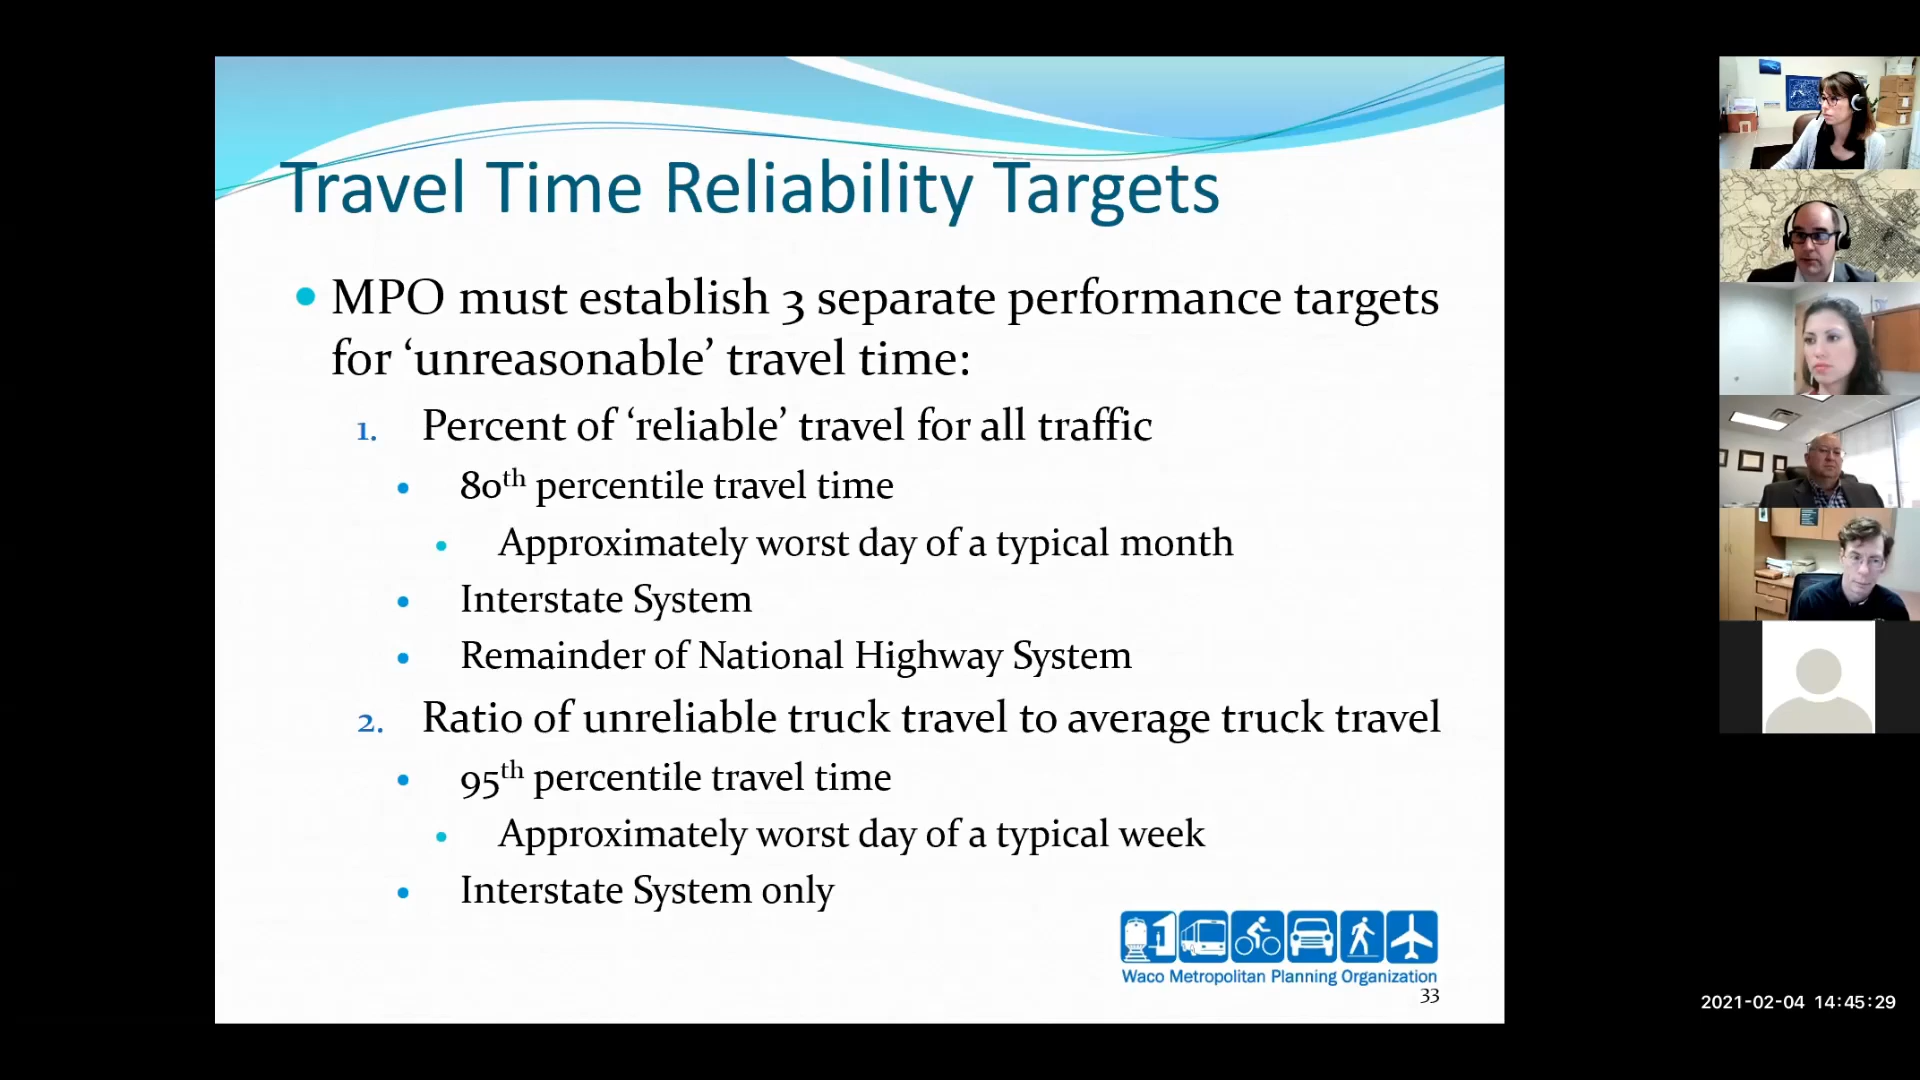 Travel Time Reliability Targets
• MPO must establish 3 separate performance targets
for ‘unreasonable’ travel time:
1. Percent of ‘reliable’ travel for all traffic
• 80th percentile travel time
• Approximately worst day of a typical month
• Interstate System
• Remainder of National Highway System
2. Ratio of unreliable truck travel to average truck travel
• 95th percentile travel time
• Approximately worst day of a typical week
• Interstate System only
Waco Metropolitan Planning Organization
33
2021-02-04 14:45:29